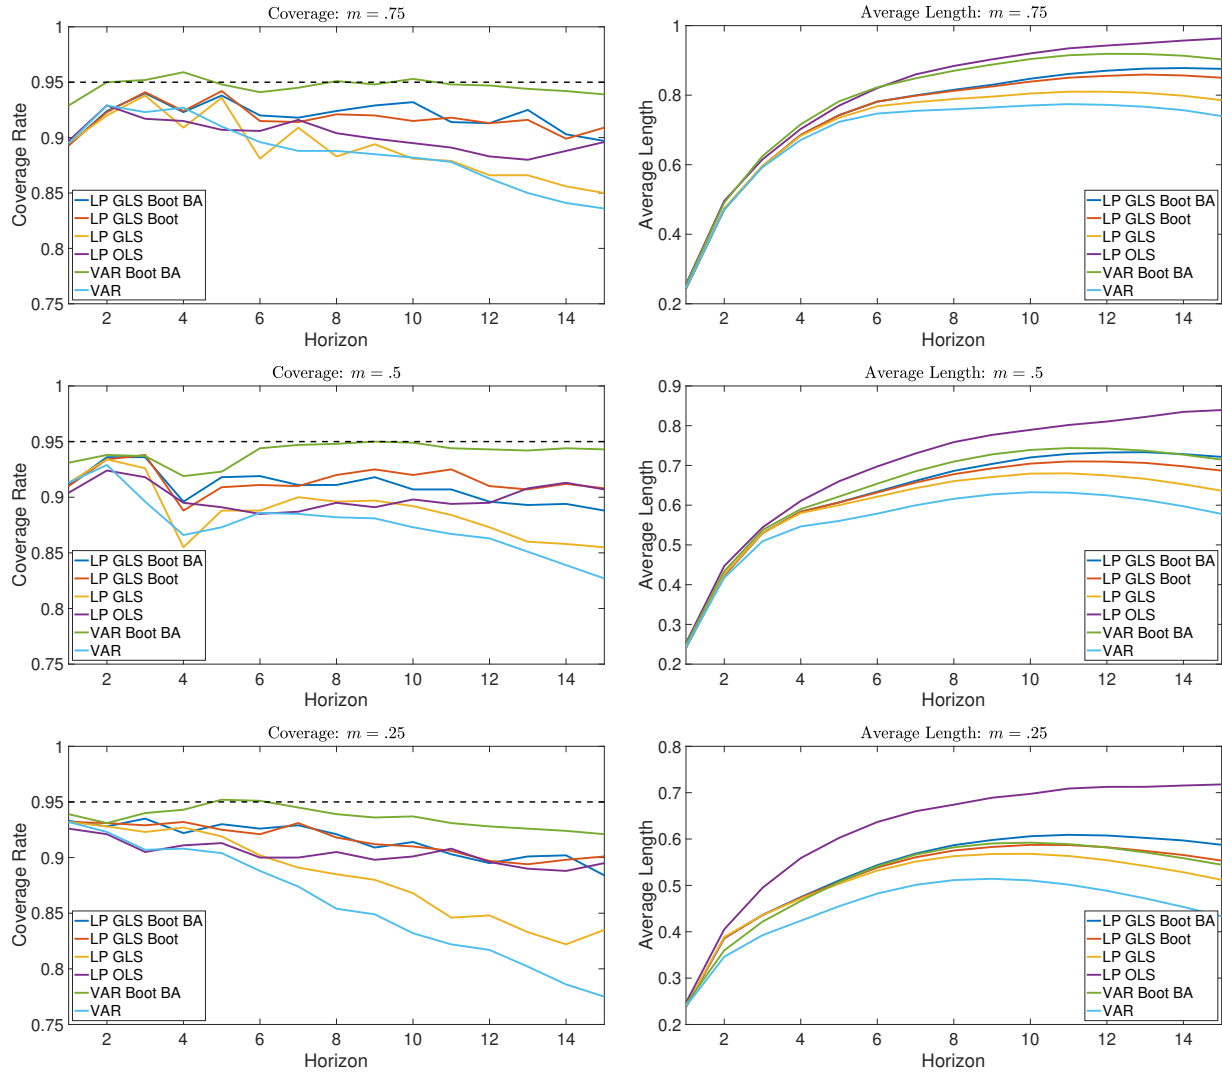 Coverage: m = .75
1
0.95
0.9
0.85
0.8
0.75
Coverage Rate
LP GLS Boot BA
LP GLS Boot
LP GLS
LP OLS
VAR Boot BA
VAR
2 4 6 8 10 12 14
Horizon
Average Length: m = .75
1
0.8
0.6
0.4
0.2
Average Length
LP GLS Boot BA
LP GLS Boot
LP GLS
LP OLS
VAR Boot BA
VAR
2 4 6 8 10 12 14
Horizon
Coverage: m = .5
1
0.95
0.9
0.85
0.8
0.75
Coverage Rate
LP GLS Boot BA
LP GLS Boot
LP GLS
LP OLS
VAR Boot BA
VAR
2 4 6 8 10 12 14
Horizon
Average Length: m = .5
0.9
0.8
0.7
0.6
0.5
0.4
0.3
0.2
Average Length
LP GLS Boot BA
LP GLS Boot
LP GLS
LP OLS
VAR Boot BA
VAR
2 4 6 8 10 12 14
Horizon
Coverage: m = .25
1
0.95
0.9
0.85
0.8
0.75
Coverage Rate
LP GLS Boot BA
LP GLS Boot
LP GLS
LP OLS
VAR Boot BA
VAR
2 4 6 8 10 12 14
Horizon
Average Length: m = .25
0.8
0.7
0.6
0.5
0.4
0.3
0.2
Average Length
LP GLS Boot BA
LP GLS Boot
LP GLS
LP OLS
VAR Boot BA
VAR
2 4 6 8 10 12 14
Horizon